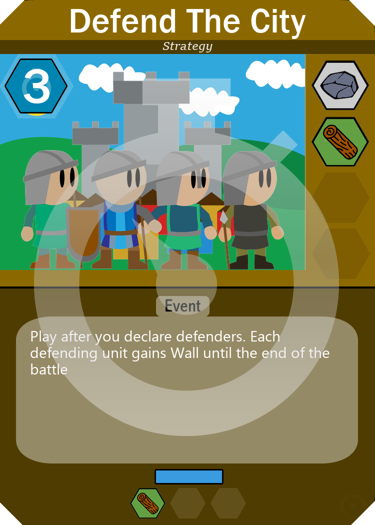 Defend The City
Strategy
3
Event
Play after you declare defenders. Each
defending unit gains Wall until the end of the
battle